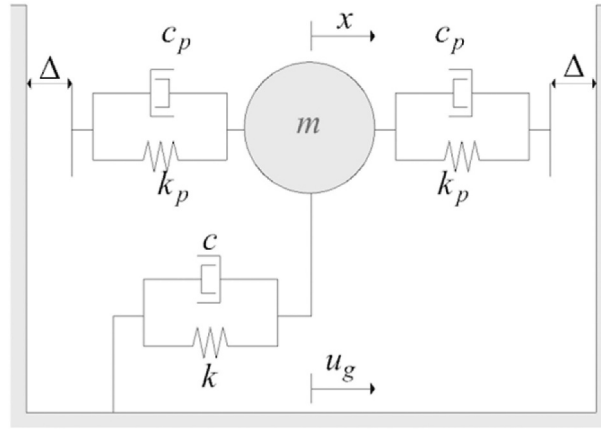 c_p x c_p
Δ Δ
m
k_p k_p
c
k u_g